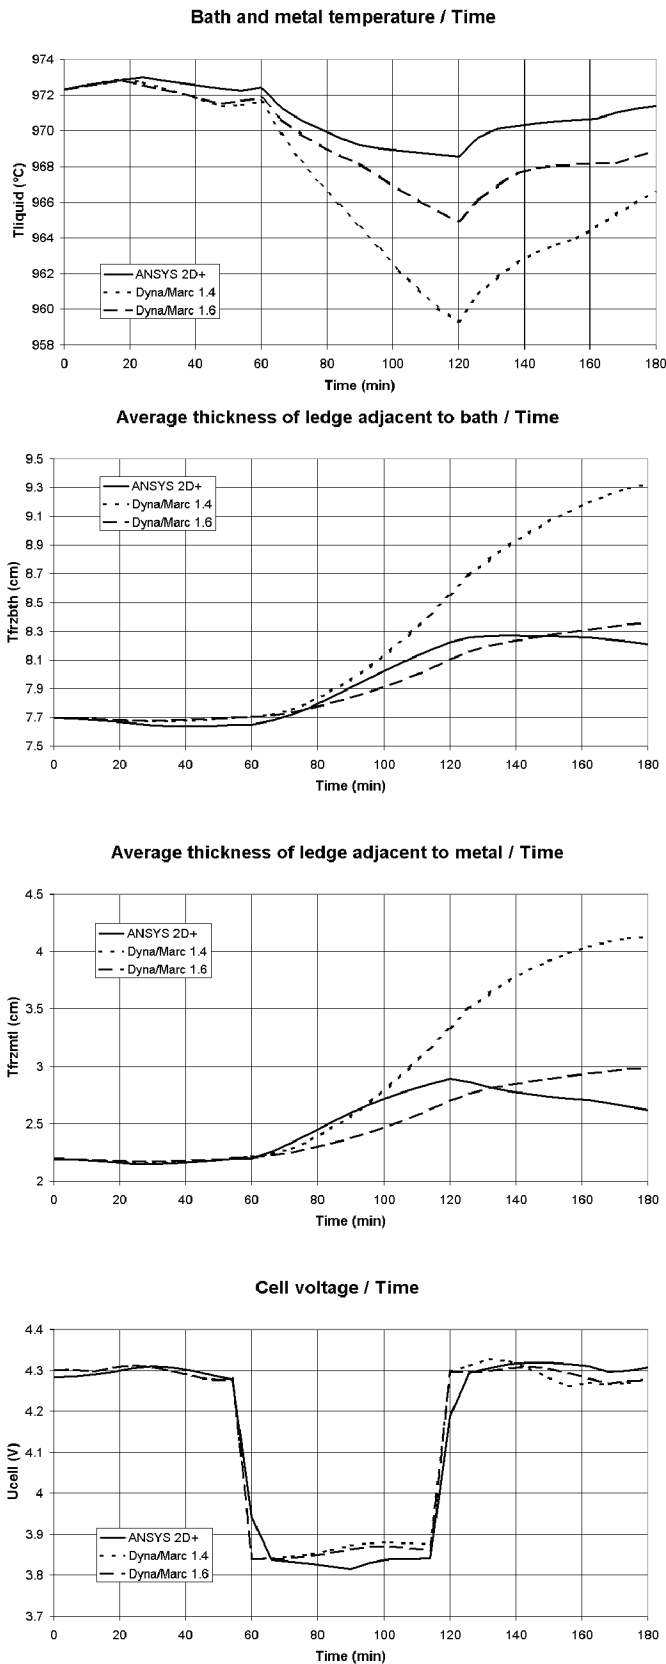 Bath and metal temperature / Time
974
972
970
968
966
964
962
960
958
Tliquid (°C)
ANSYS 2D+
Dyna/Marc 1.4
Dyna/Marc 1.6
0 20 40 60 80 100 120 140 160 180
Time (min)
Average thickness of ledge adjacent to bath / Time
9.5
9.3
9.1
8.9
8.7
8.5
8.3
8.1
7.9
7.7
7.5
Tfrzbth (cm)
ANSYS 2D+
Dyna/Marc 1.4
Dyna/Marc 1.6
0 20 40 60 80 100 120 140 160 180
Time (min)
Average thickness of ledge adjacent to metal / Time
4.5
4
3.5
3
2.5
2
Tfrzmtl (cm)
ANSYS 2D+
Dyna/Marc 1.4
Dyna/Marc 1.6
0 20 40 60 80 100 120 140 160 180
Time (min)
Cell voltage / Time
4.4
4.3
4.2
4.1
4
3.9
3.8
3.7
Ucell (V)
ANSYS 2D+
Dyna/Marc 1.4
Dyna/Marc 1.6
0 20 40 60 80 100 120 140 160 180
Time (min)